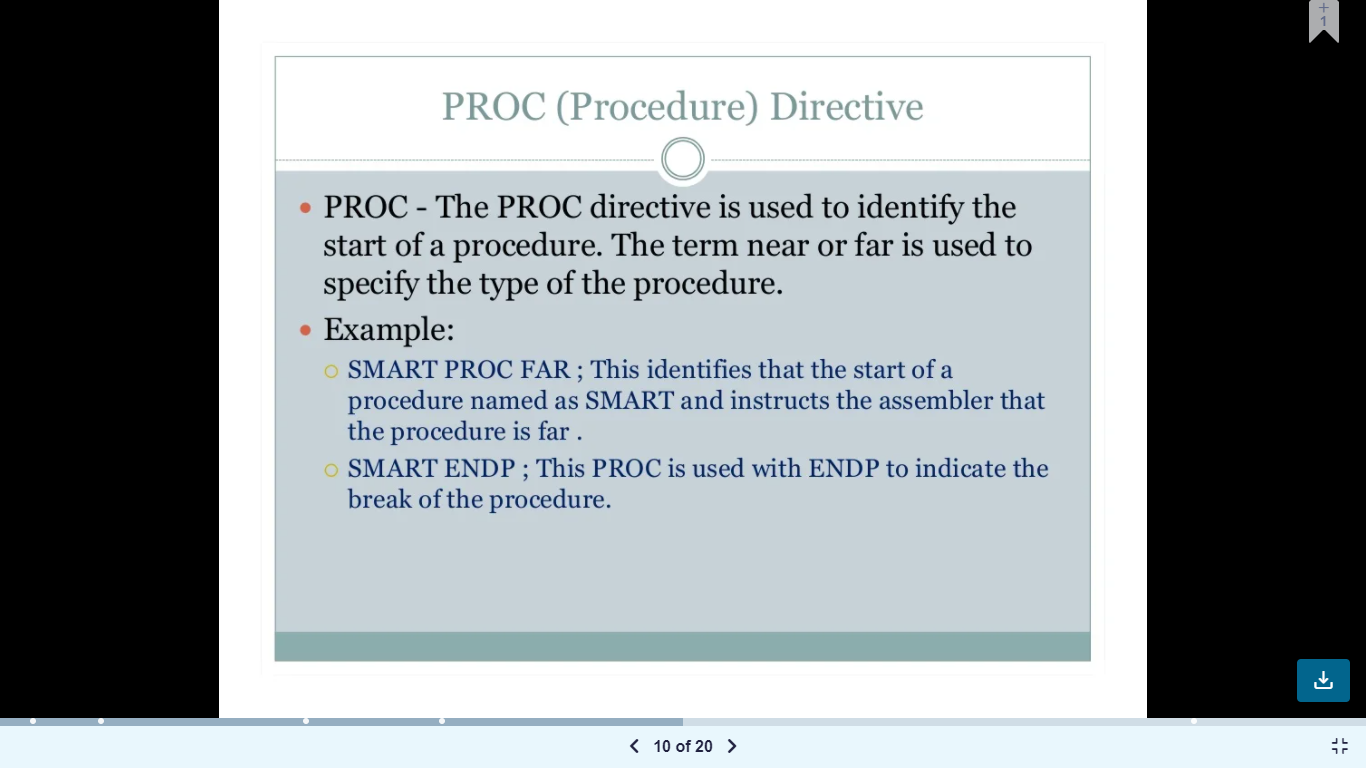 +
1
PROC (Procedure) Directive
PROC - The PROC directive is used to identify the
start of a procedure. The term near or far is used to
specify the type of the procedure.
Example:
SMART PROC FAR ; This identifies that the start of a
procedure named as SMART and instructs the assembler that
the procedure is far .
SMART ENDP ; This PROC is used with ENDP to indicate the
break of the procedure.
10 of 20